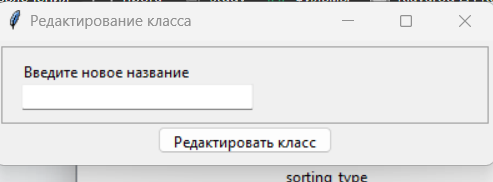 Редактирование класса
Введите новое название
Редактировать класс
sorting_type